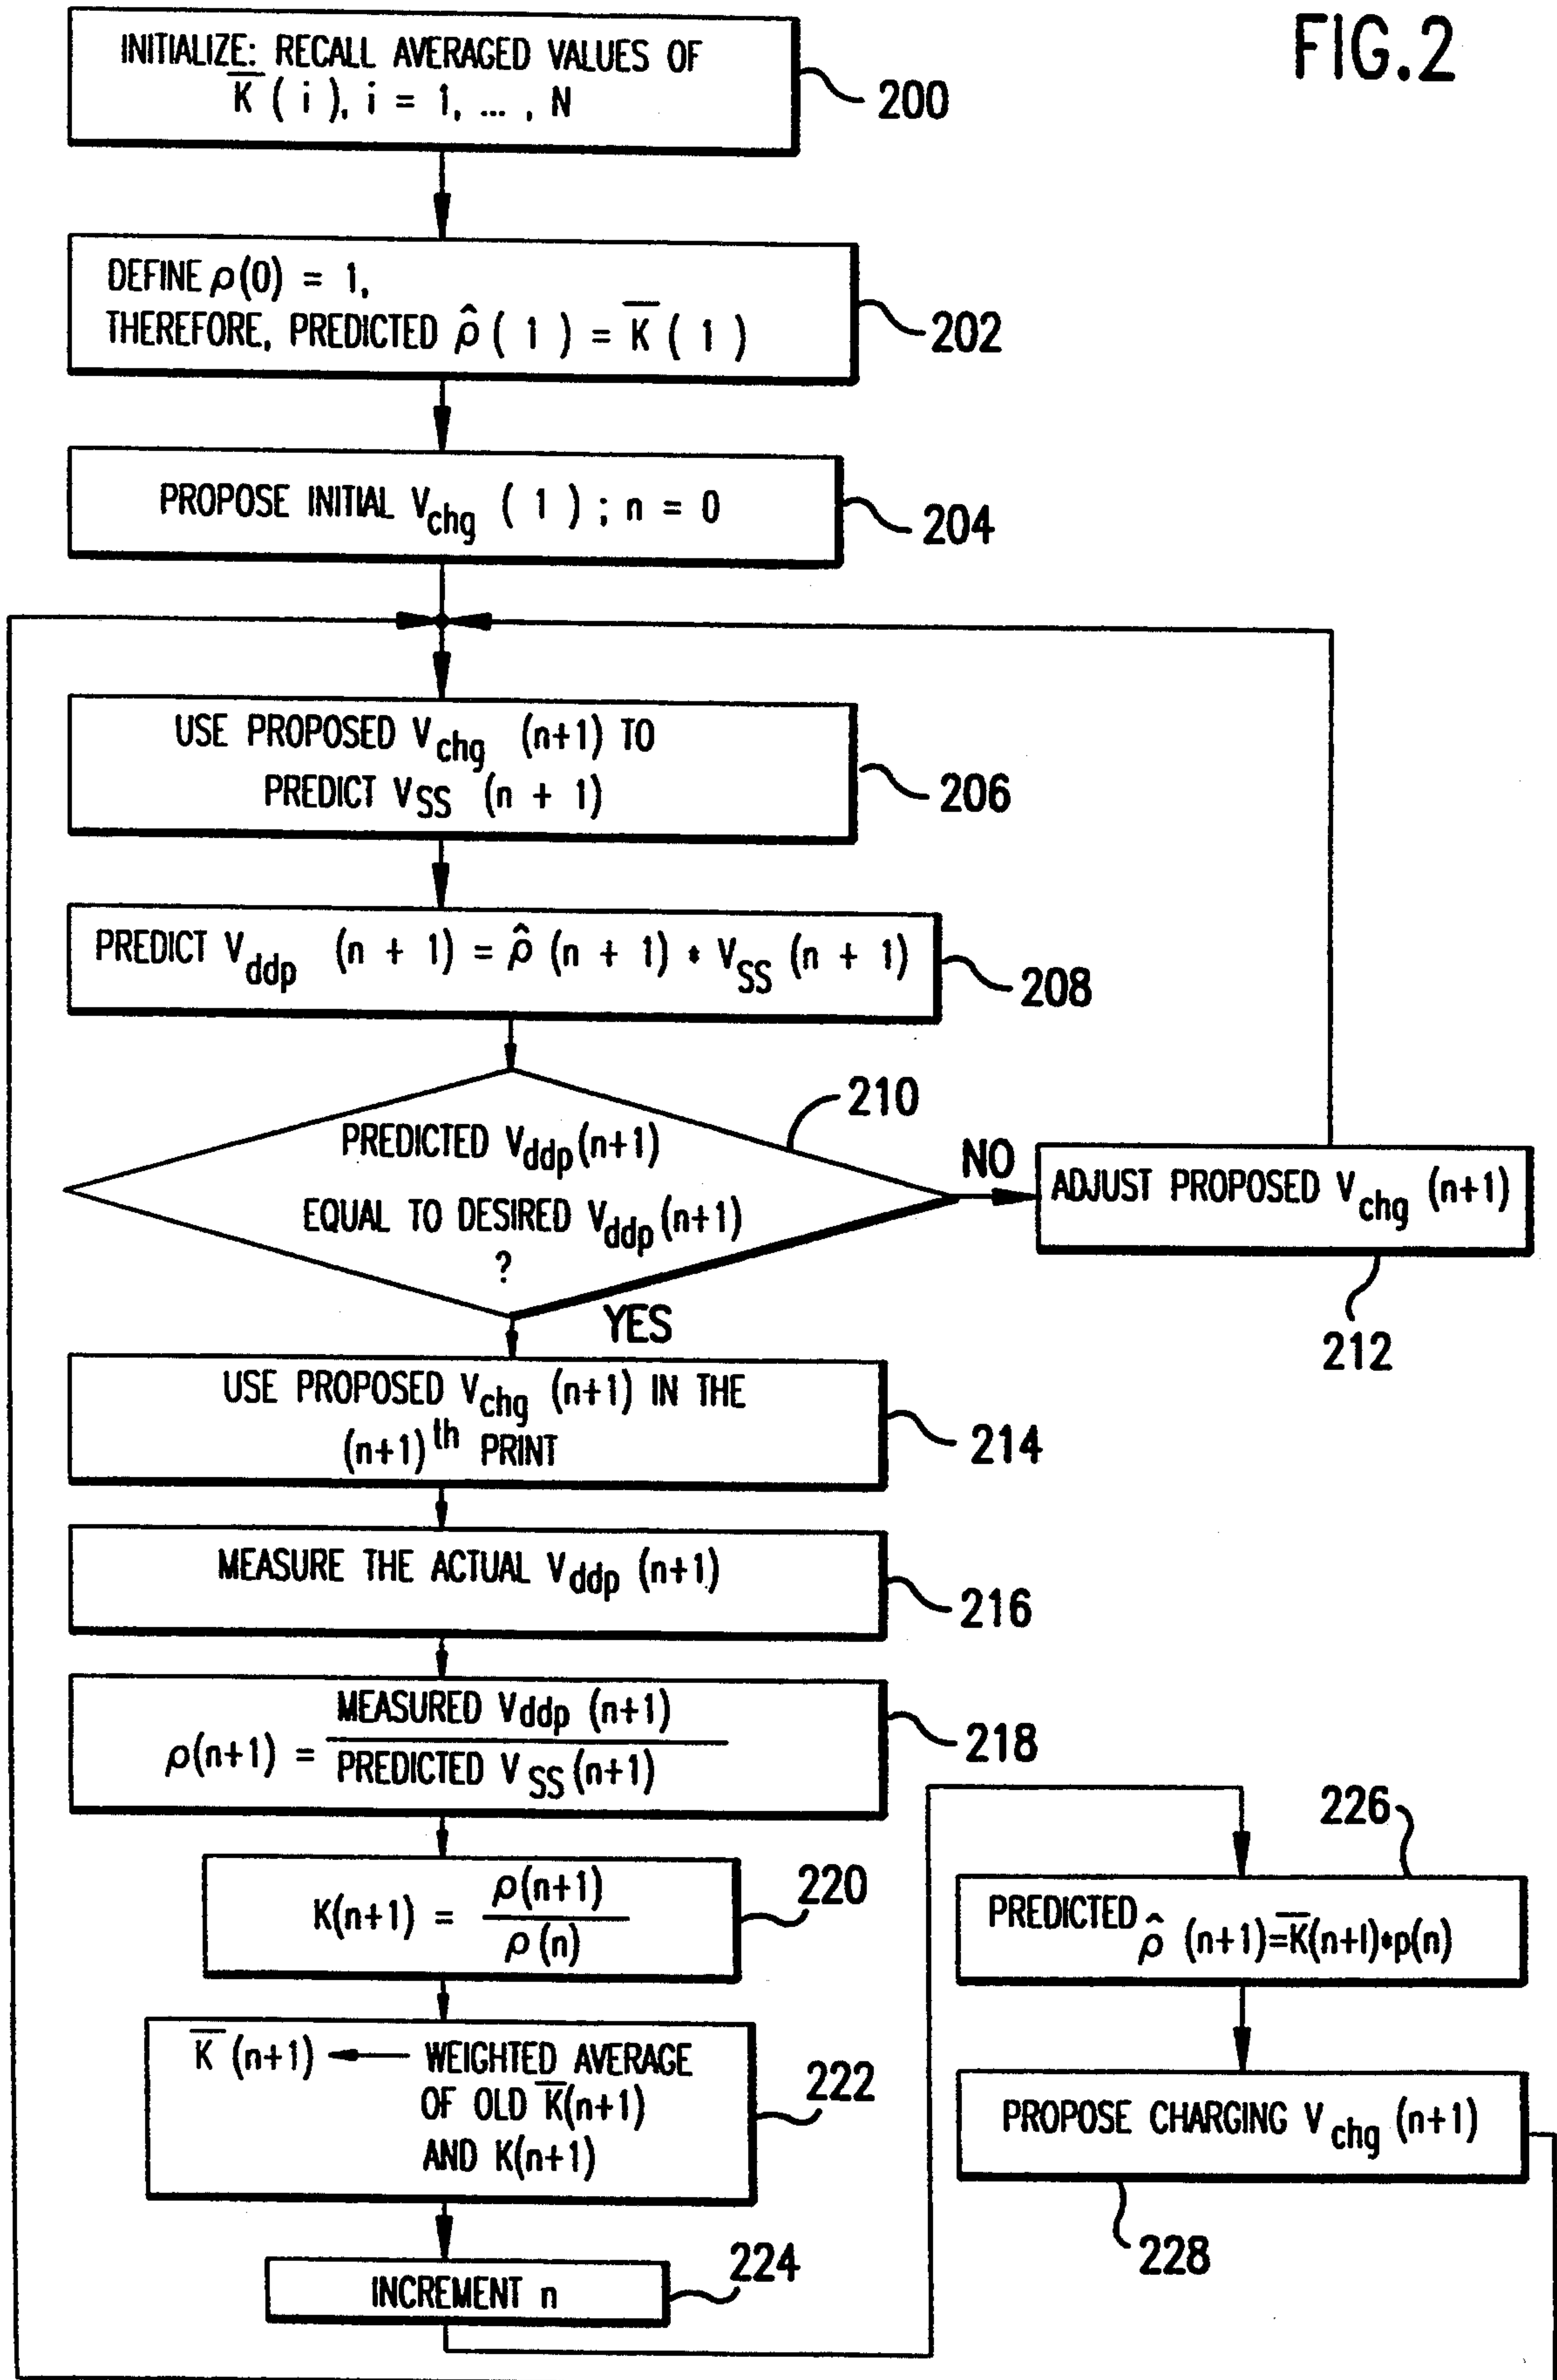 FIG.2
INITIALIZE: RECALL AVERAGED VALUES OF
K̅ ( i ), i = 1, ... , N
200
DEFINE ρ(0) = 1,
THEREFORE, PREDICTED ρ̂ ( 1 ) = K̅ ( 1 )
202
PROPOSE INITIAL Vchg ( 1 ) ; n = 0
204
USE PROPOSED Vchg (n+1) TO
PREDICT VSS (n + 1)
206
PREDICT Vddp (n + 1) = ρ̂ (n + 1) * VSS (n + 1)
208
210
PREDICTED Vddp(n+1)
EQUAL TO DESIRED Vddp(n+1)
?
NO
ADJUST PROPOSED Vchg (n+1)
212
YES
USE PROPOSED Vchg (n+1) IN THE
(n+1)th PRINT
214
MEASURE THE ACTUAL Vddp (n+1)
216
MEASURED Vddp (n+1)
ρ(n+1) =
PREDICTED VSS(n+1)
218
ρ(n+1)
K(n+1) =
ρ(n)
220
K̅ (n+1) ← WEIGHTED AVERAGE
OF OLD K̅(n+1)
AND K(n+1)
222
INCREMENT n
224
226
PREDICTED ρ̂ (n+1)=K̅(n+1)*p(n)
PROPOSE CHARGING Vchg (n+1)
228